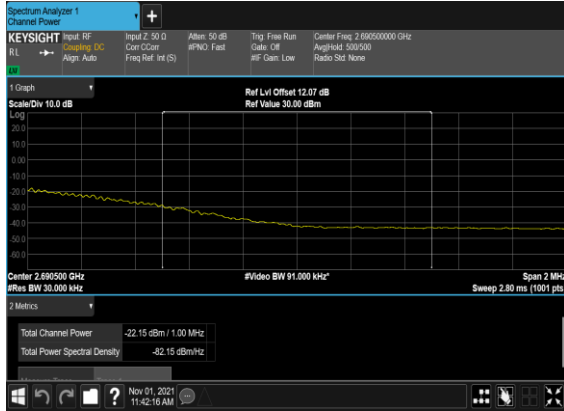 Spectrum Analyzer 1
Channel Power
+
KEYSIGHT Input: RF Input Z: 50 Ω Atten: 50 dB Trig: Free Run Center Freq: 2.690500000 GHz
RL Coupling: DC Corr CCorr #PNO: Fast Gate: Off Avg|Hold: 500/500
Align: Auto Freq Ref: Int (S) #IF Gain: Low Radio Std: None
1 Graph Ref Lvl Offset 12.07 dB
Scale/Div 10.0 dB Ref Value 30.00 dBm
Log
20.0
10.0
0.00
-10.0
-20.0
-30.0
-40.0
-50.0
-60.0
Center 2.690500 GHz #Video BW 91.000 kHz* Span 2 MHz
#Res BW 30.000 kHz Sweep 2.80 ms (1001 pts
2 Metrics
Total Channel Power -22.15 dBm / 1.00 MHz
Total Power Spectral Density -82.15 dBm/Hz
? Nov 01, 2021
11:42:16 AM